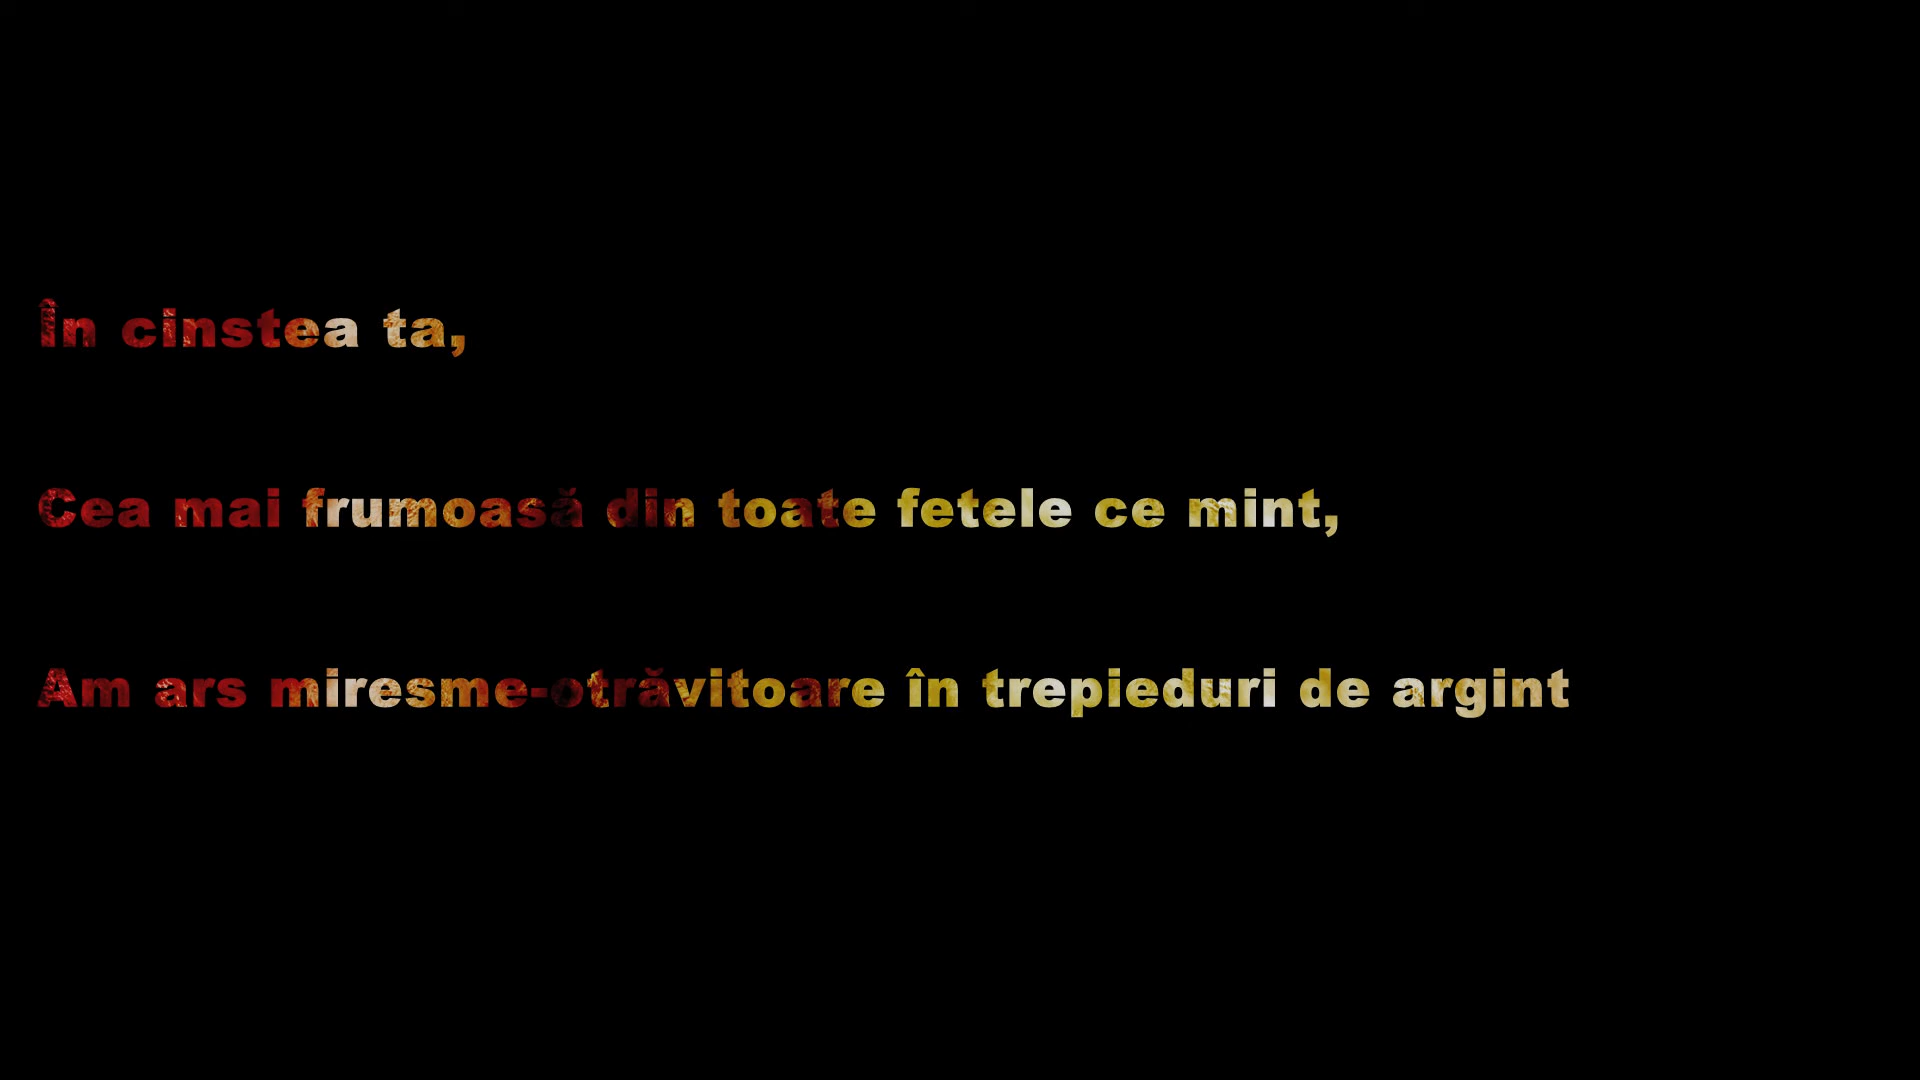 În cinstea ta,
Cea mai frumoasă din toate fetele ce mint,
Am ars miresme-otrăvitoare în trepieduri de argint